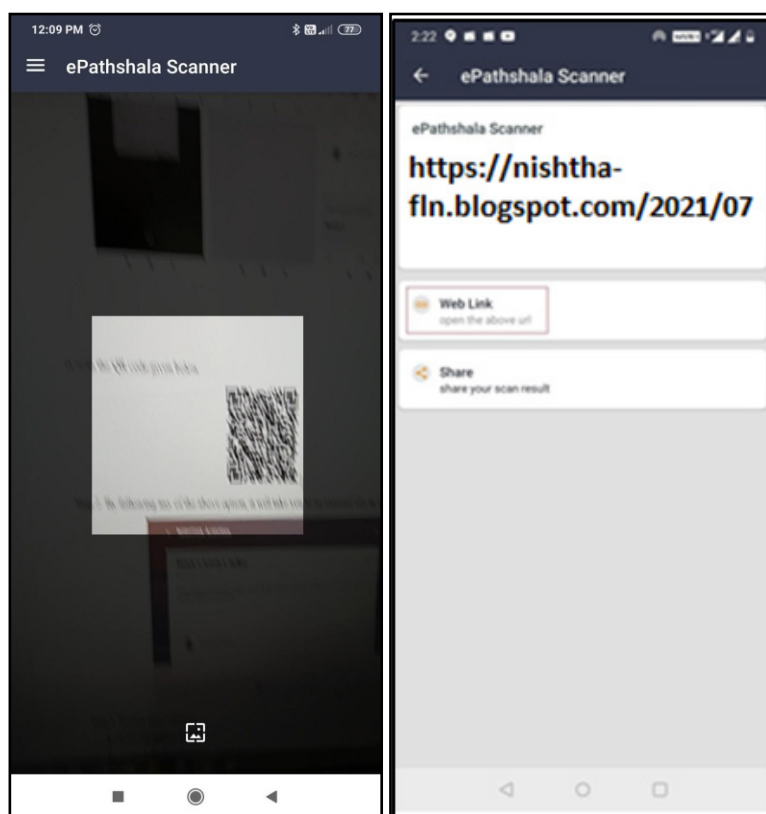 12:09 PM
77
ePathshala Scanner
2:22
ePathshala Scanner
ePathshala Scanner
https://nishtha-
fln.blogspot.com/2021/07
Web Link
open the above url
Share
share your scan result